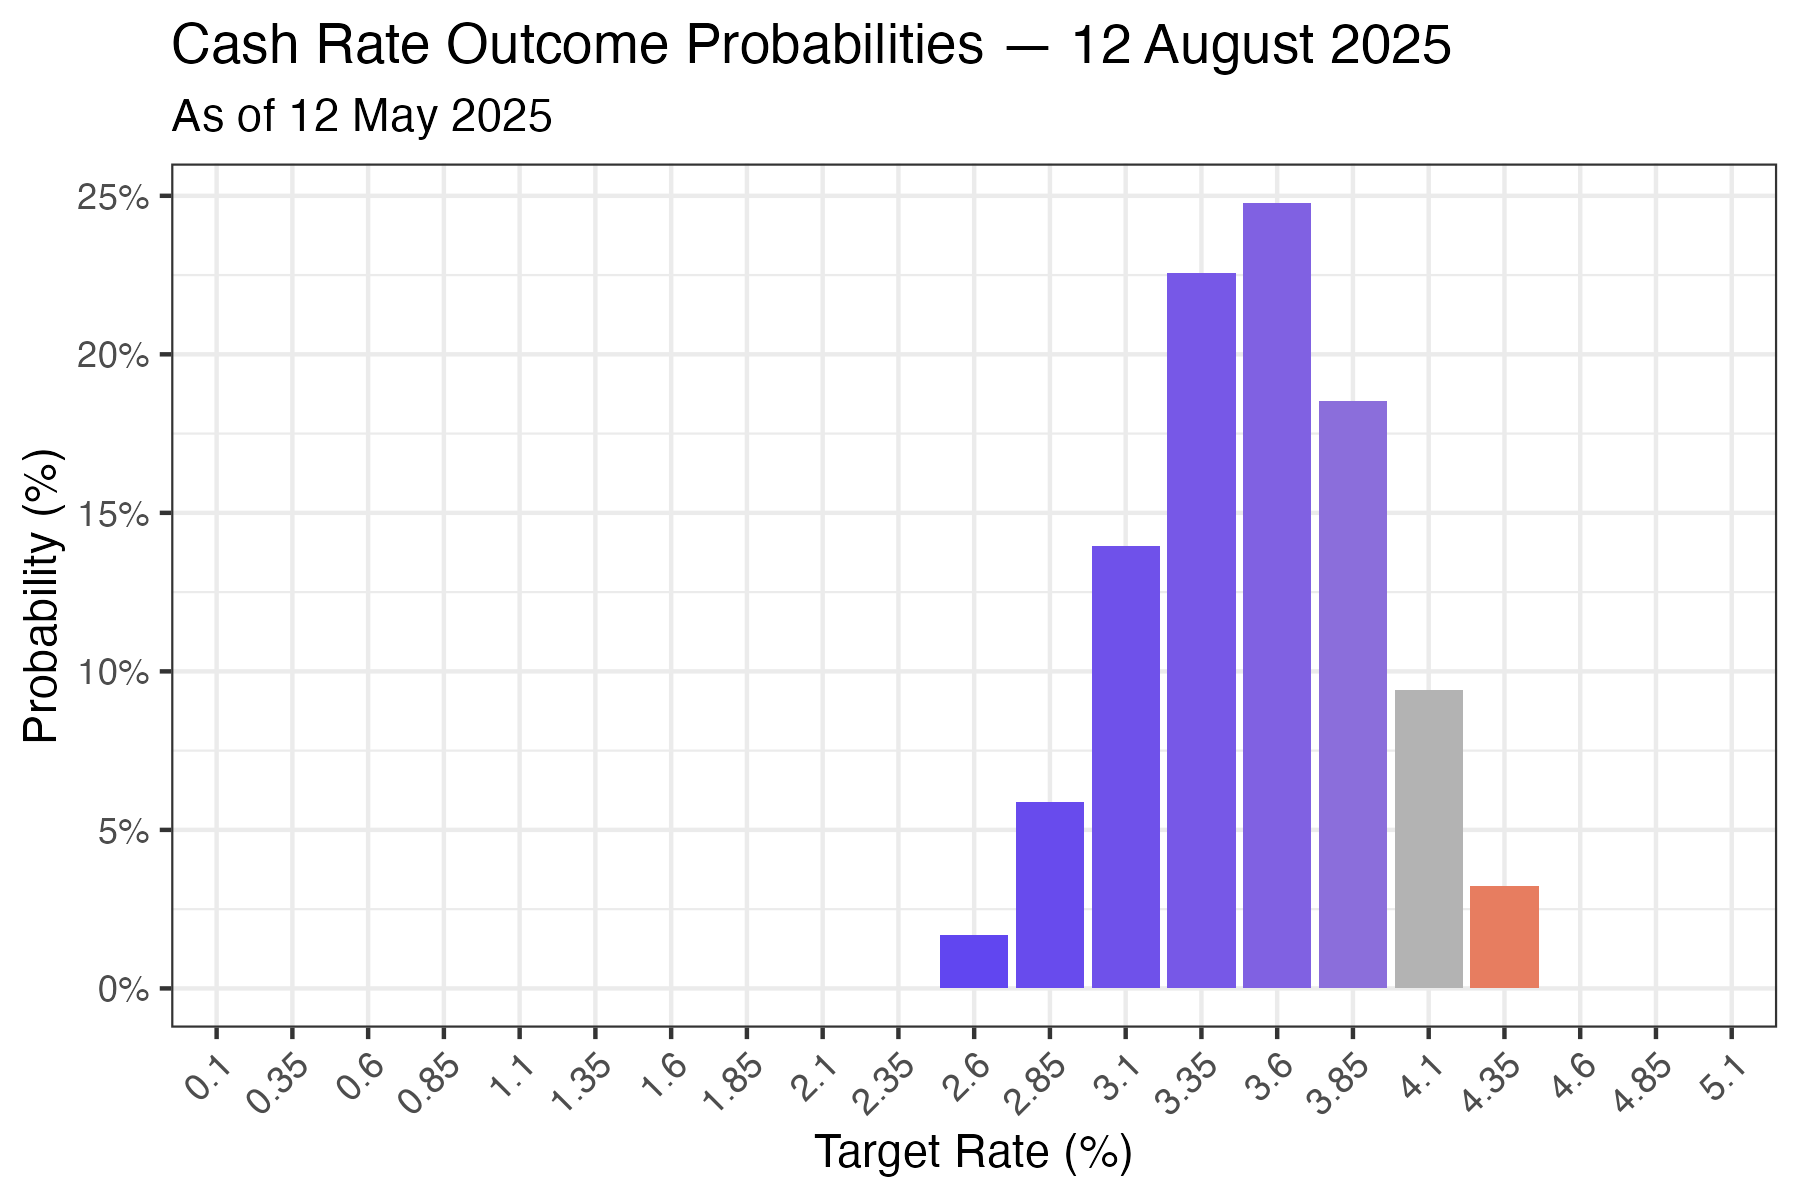 Cash Rate Outcome Probabilities — 12 August 2025
As of 12 May 2025
Probability (%)
25%
20%
15%
10%
5%
0%
0.1 0.35 0.6 0.85 1.1 1.35 1.6 1.85 2.1 2.35 2.6 2.85 3.1 3.35 3.6 3.85 4.1 4.35 4.6 4.85 5.1
Target Rate (%)